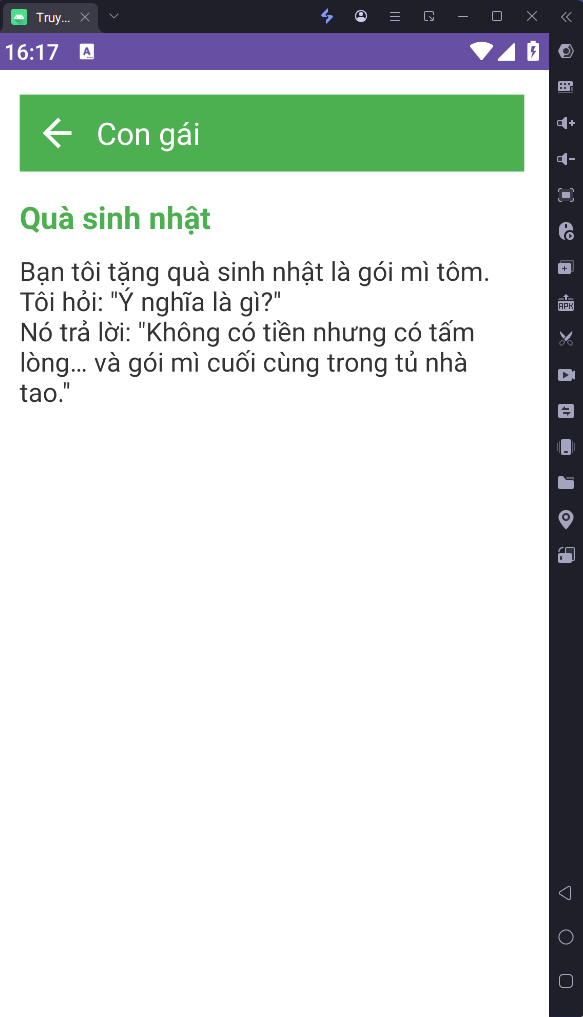 Truy...
16:17
A
Con gái
Quà sinh nhật
Bạn tôi tặng quà sinh nhật là gói mì tôm.
Tôi hỏi: "Ý nghĩa là gì?"
Nó trả lời: "Không có tiền nhưng có tấm
lòng… và gói mì cuối cùng trong tủ nhà
tao."
APK